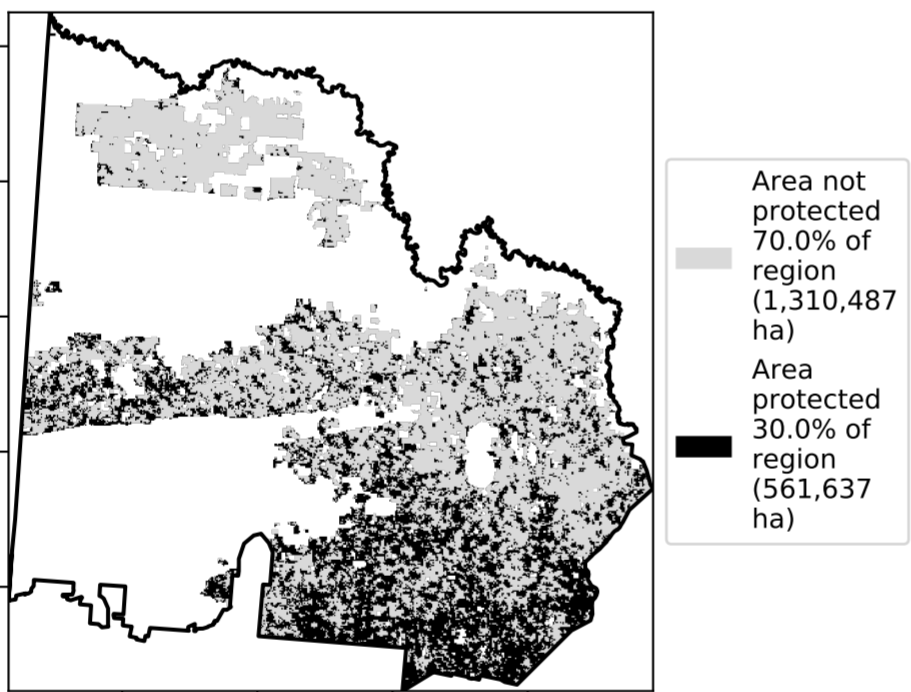 Area not
protected
70.0% of
region
(1,310,487
ha)
Area
protected
30.0% of
region
(561,637
ha)